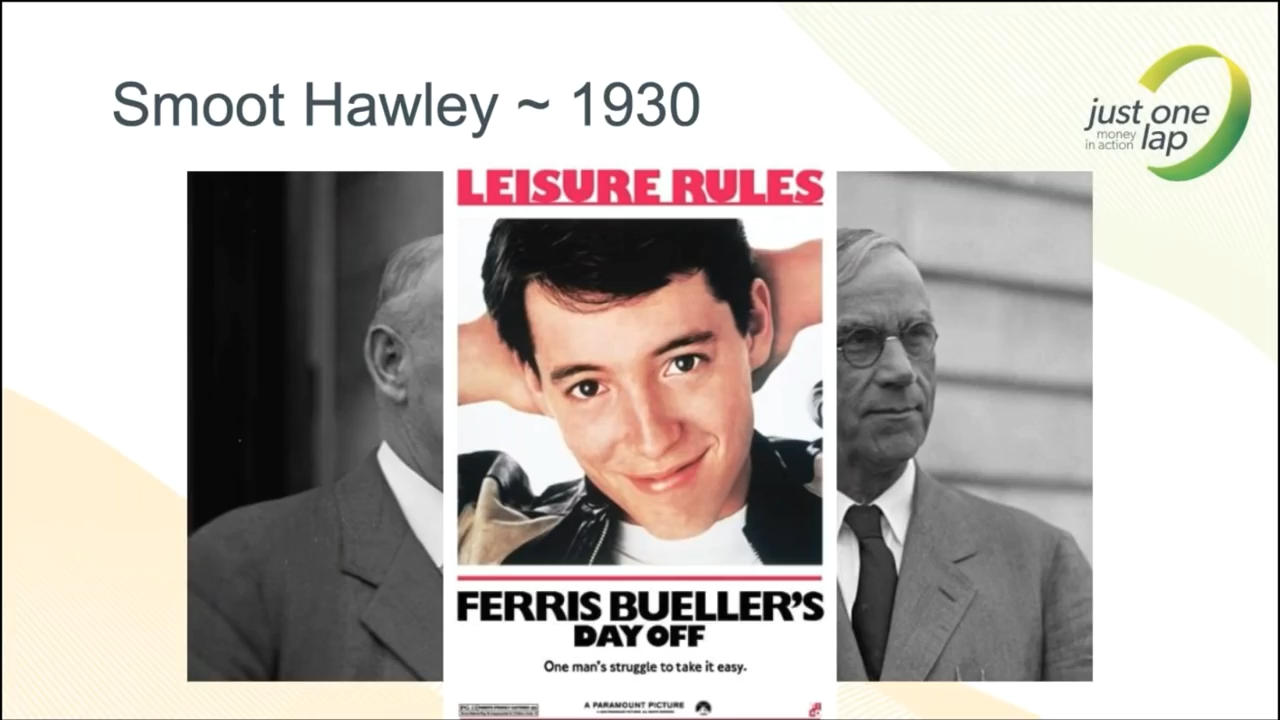 Smoot Hawley ~ 1930
just one
money
in action
lap
LEISURE RULES
FERRIS BUELLER'S
DAY OFF
One man's struggle to take it easy.
A PARAMOUNT PICTURE